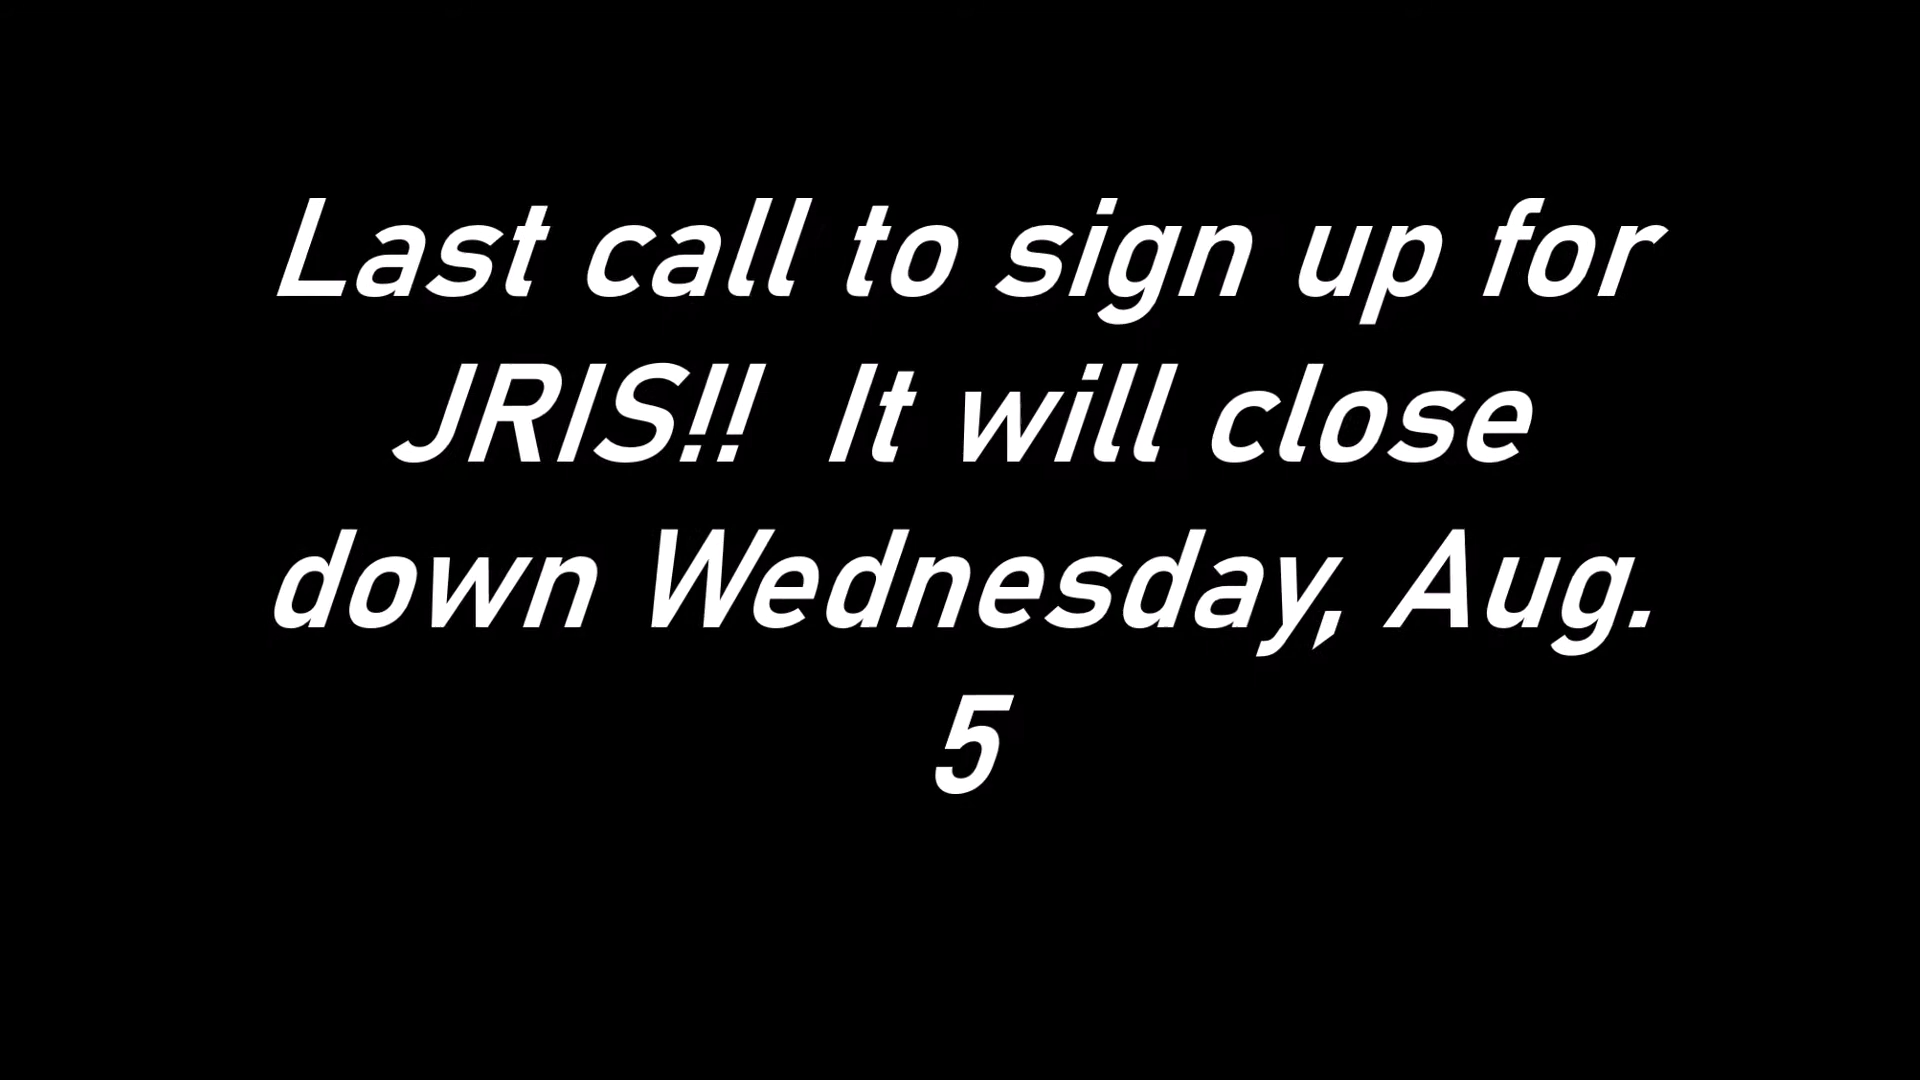 Last call to sign up for
JRIS!!  It will close
down Wednesday, Aug.
5